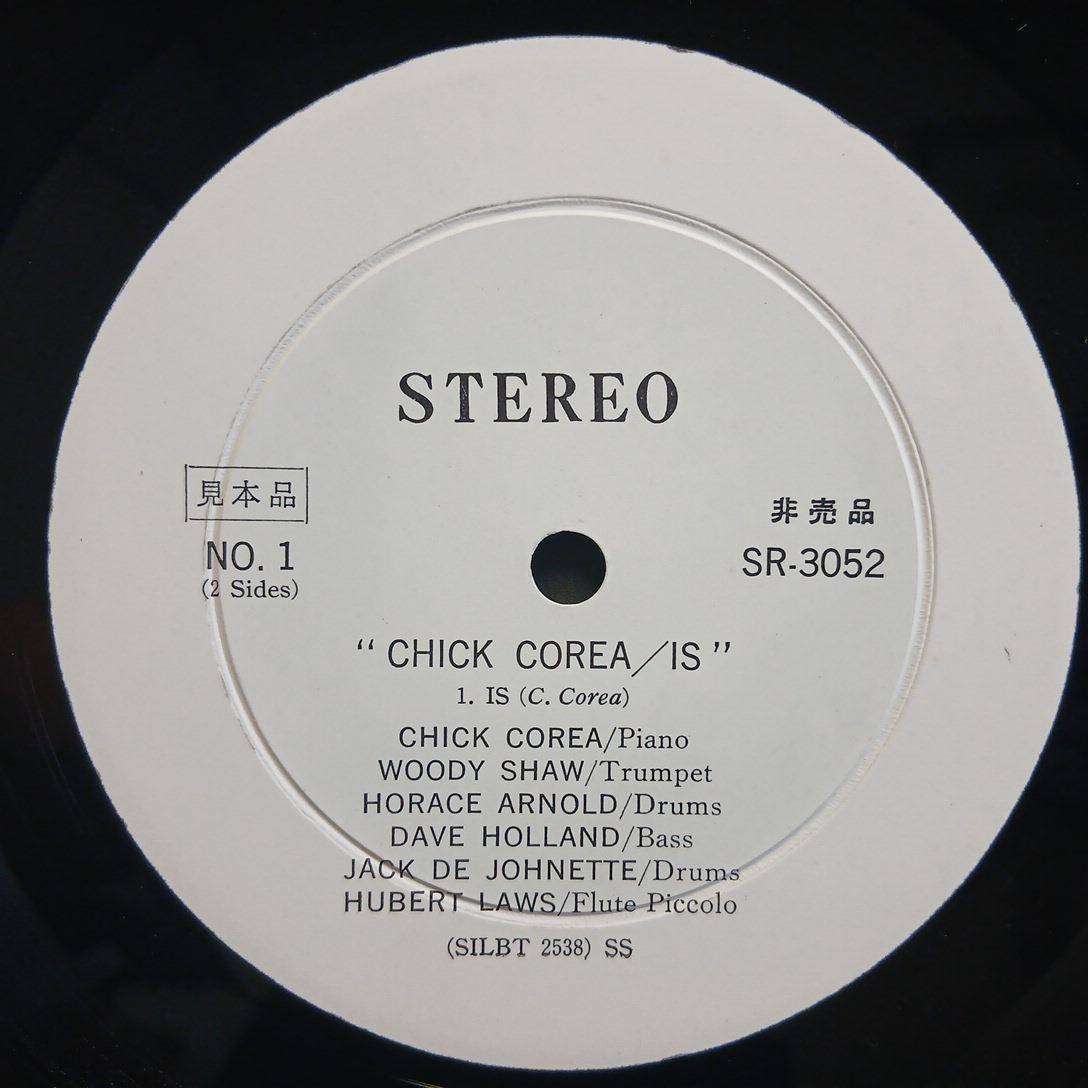 STEREO
見本品
NO. 1
(2 Sides)
非売品
SR-3052
“ CHICK COREA/IS ”
1. IS (C. Corea)
CHICK COREA/Piano
WOODY SHAW/Trumpet
HORACE ARNOLD/Drums
DAVE HOLLAND/Bass
JACK DE JOHNETTE/Drums
HUBERT LAWS/Flute Piccolo
(SILBT 2538) SS